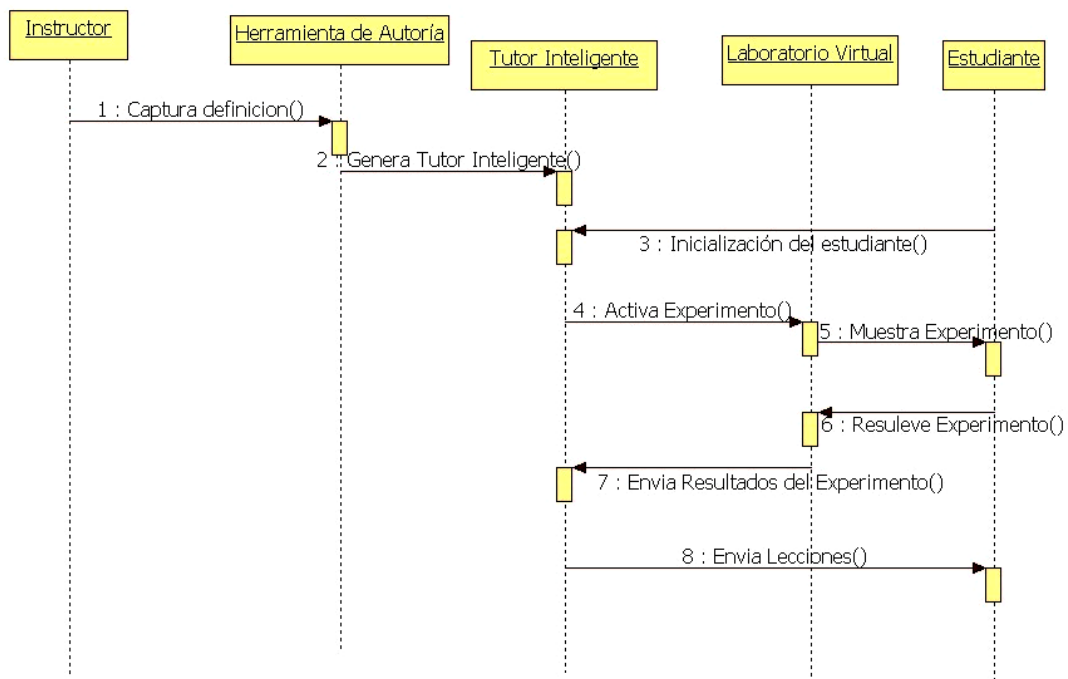 Instructor
Herramienta de Autoría
Tutor Inteligente
Laboratorio Virtual
Estudiante
1 : Captura definicion()
2 : Genera Tutor Inteligente()
3 : Inicialización del estudiante()
4 : Activa Experimento()
5 : Muestra Experimento()
6 : Resuleve Experimento()
7 : Envia Resultados del Experimento()
8 : Envia Lecciones()